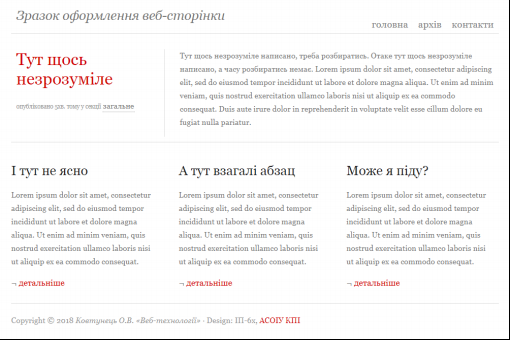 Зразок оформлення веб-сторінки
головна архів контакти
Тут щось
незрозуміле
опубліковано 5хв. тому у секції загальне
Тут щось незрозуміле написано, треба розбиратись. Отаке тут щось незрозуміле
написано, а часу розбиратись немає. Lorem ipsum dolor sit amet, consectetur adipiscing
elit, sed do eiusmod tempor incididunt ut labore et dolore magna aliqua. Ut enim ad minim
veniam, quis nostrud exercitation ullamco laboris nisi ut aliquip ex ea commodo
consequat. Duis aute irure dolor in reprehenderit in voluptate velit esse cillum dolore eu
fugiat nulla pariatur.
І тут не ясно
Lorem ipsum dolor sit amet, consectetur
adipiscing elit, sed do eiusmod tempor
incididunt ut labore et dolore magna
aliqua. Ut enim ad minim veniam, quis
nostrud exercitation ullamco laboris nisi
ut aliquip ex ea commodo consequat.
¬ детальніше
А тут взагалі абзац
Lorem ipsum dolor sit amet, consectetur
adipiscing elit, sed do eiusmod tempor
incididunt ut labore et dolore magna
aliqua. Ut enim ad minim veniam, quis
nostrud exercitation ullamco laboris nisi
ut aliquip ex ea commodo consequat.
¬ детальніше
Може я піду?
Lorem ipsum dolor sit amet, consectetur
adipiscing elit, sed do eiusmod tempor
incididunt ut labore et dolore magna
aliqua. Ut enim ad minim veniam, quis
nostrud exercitation ullamco laboris nisi
ut aliquip ex ea commodo consequat.
¬ детальніше
Copyright © 2018 Ковтунець О.В. «Веб-технології» · Design: ІП-6х, АСОІУ КПІ